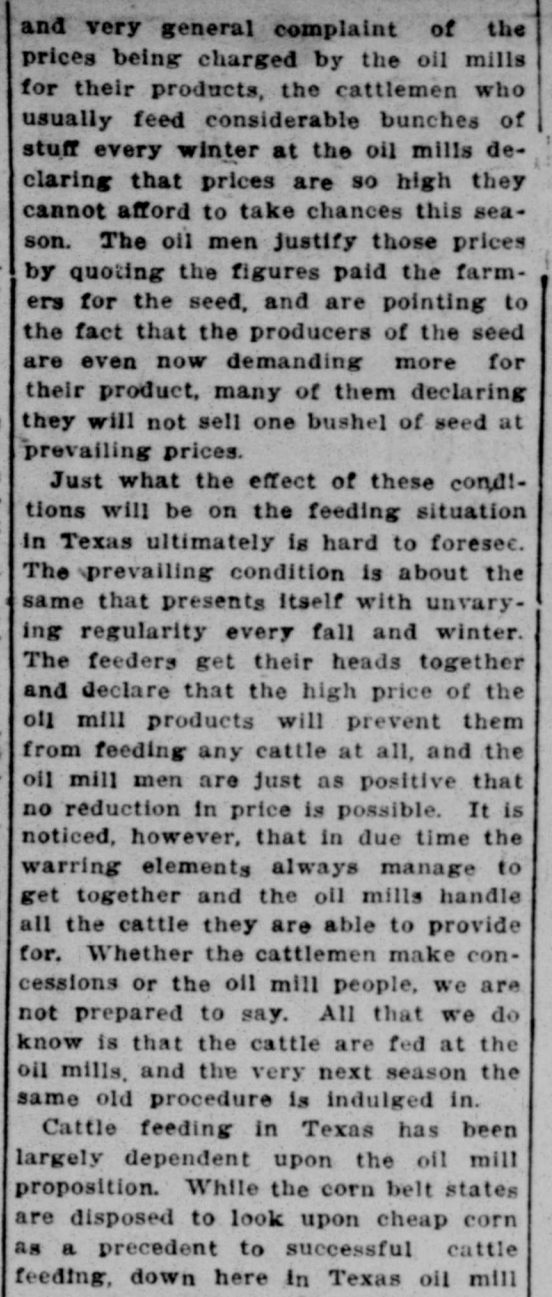 and very general complaint of the
prices being charged by the oil mills
for their products, the cattlemen who
usually feed considerable bunches of
stuff every winter at the oil mills de-
claring that prices are so high they
cannot afford to take chances this sea-
son. The oil men justify those prices
by quoting the figures paid the farm-
ers for the seed, and are pointing to
the fact that the producers of the seed
are even now demanding more for
their product, many of them declaring
they will not sell one bushel of seed at
prevailing prices.
Just what the effect of these condi-
tions will be on the feeding situation
in Texas ultimately is hard to foresee.
The prevailing condition is about the
same that presents itself with unvary-
ing regularity every fall and winter.
The feeders get their heads together
and declare that the high price of the
oil mill products will prevent them
from feeding any cattle at all, and the
oil mill men are just as positive that
no reduction in price is possible. It is
noticed, however, that in due time the
warring elements always manage to
get together and the oil mills handle
all the cattle they are able to provide
for. Whether the cattlemen make con-
cessions or the oil mill people, we are
not prepared to say. All that we do
know is that the cattle are fed at the
oil mills, and the very next season the
same old procedure is indulged in.
Cattle feeding in Texas has been
largely dependent upon the oil mill
proposition. While the corn belt states
are disposed to look upon cheap corn
as a precedent to successful cattle
feeding, down here in Texas oil mill